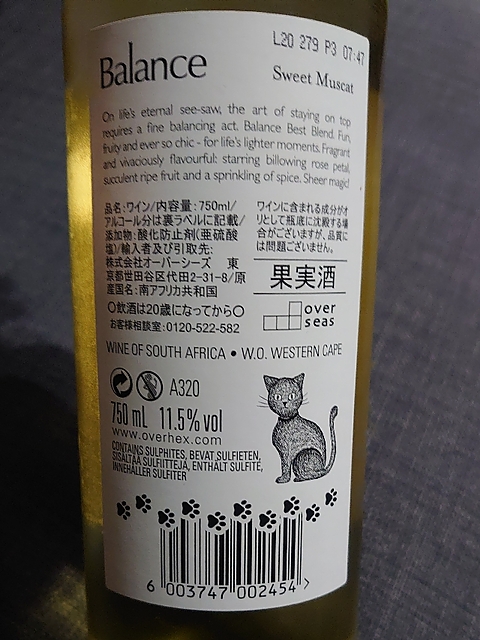 L20 279 P3 07:47
Balance
Sweet Muscat
On life's eternal see-saw, the art of staying on top
requires a fine balancing act. Balance Best Blend. Fun,
fruity and ever so chic - for life's lighter moments. Fragrant
and vivaciously flavourful: starring billowing rose petal,
succulent ripe fruit and a sprinkling of spice. Sheer magic!
品名:ワイン/内容量:750ml/
アルコール分は裏ラベルに記載/
添加物:酸化防止剤(亜硫酸
塩)/輸入者及び引取先:
株式会社オーバーシーズ 東
京都世田谷区代田2-31-8/原
産国名:南アフリカ共和国
〇飲酒は20歳になってから〇
お客様相談室:0120-522-582
ワインに含まれる成分がオ
リとして瓶底に沈殿する場
合がございますが、品質に
は問題ございません。
果実酒
over
seas
WINE OF SOUTH AFRICA • W.O. WESTERN CAPE
A320
750 mL 11.5% vol
www.overhex.com
CONTAINS SULPHITES, BEVAT SULFIETEN,
SISÄLTÄÄ SULFIITTEJA, ENTHÄLT SULFITE,
INNEHÅLLER SULFITER
6 003747 002454 >